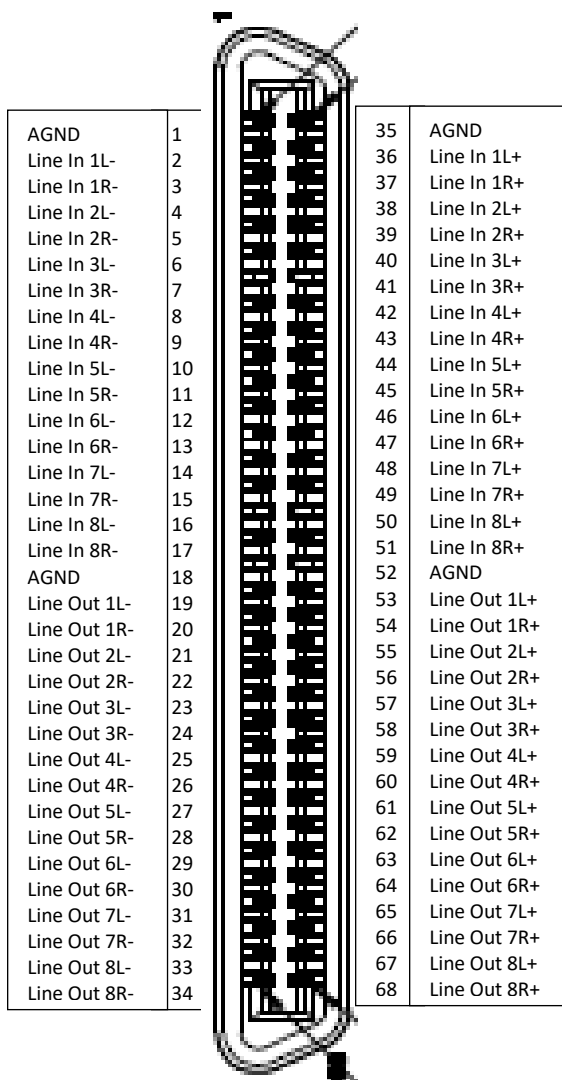 1
AGND 1
Line In 1L- 2
Line In 1R- 3
Line In 2L- 4
Line In 2R- 5
Line In 3L- 6
Line In 3R- 7
Line In 4L- 8
Line In 4R- 9
Line In 5L- 10
Line In 5R- 11
Line In 6L- 12
Line In 6R- 13
Line In 7L- 14
Line In 7R- 15
Line In 8L- 16
Line In 8R- 17
AGND 18
Line Out 1L- 19
Line Out 1R- 20
Line Out 2L- 21
Line Out 2R- 22
Line Out 3L- 23
Line Out 3R- 24
Line Out 4L- 25
Line Out 4R- 26
Line Out 5L- 27
Line Out 5R- 28
Line Out 6L- 29
Line Out 6R- 30
Line Out 7L- 31
Line Out 7R- 32
Line Out 8L- 33
Line Out 8R- 34
35 AGND
36 Line In 1L+
37 Line In 1R+
38 Line In 2L+
39 Line In 2R+
40 Line In 3L+
41 Line In 3R+
42 Line In 4L+
43 Line In 4R+
44 Line In 5L+
45 Line In 5R+
46 Line In 6L+
47 Line In 6R+
48 Line In 7L+
49 Line In 7R+
50 Line In 8L+
51 Line In 8R+
52 AGND
53 Line Out 1L+
54 Line Out 1R+
55 Line Out 2L+
56 Line Out 2R+
57 Line Out 3L+
58 Line Out 3R+
59 Line Out 4L+
60 Line Out 4R+
61 Line Out 5L+
62 Line Out 5R+
63 Line Out 6L+
64 Line Out 6R+
65 Line Out 7L+
66 Line Out 7R+
67 Line Out 8L+
68 Line Out 8R+